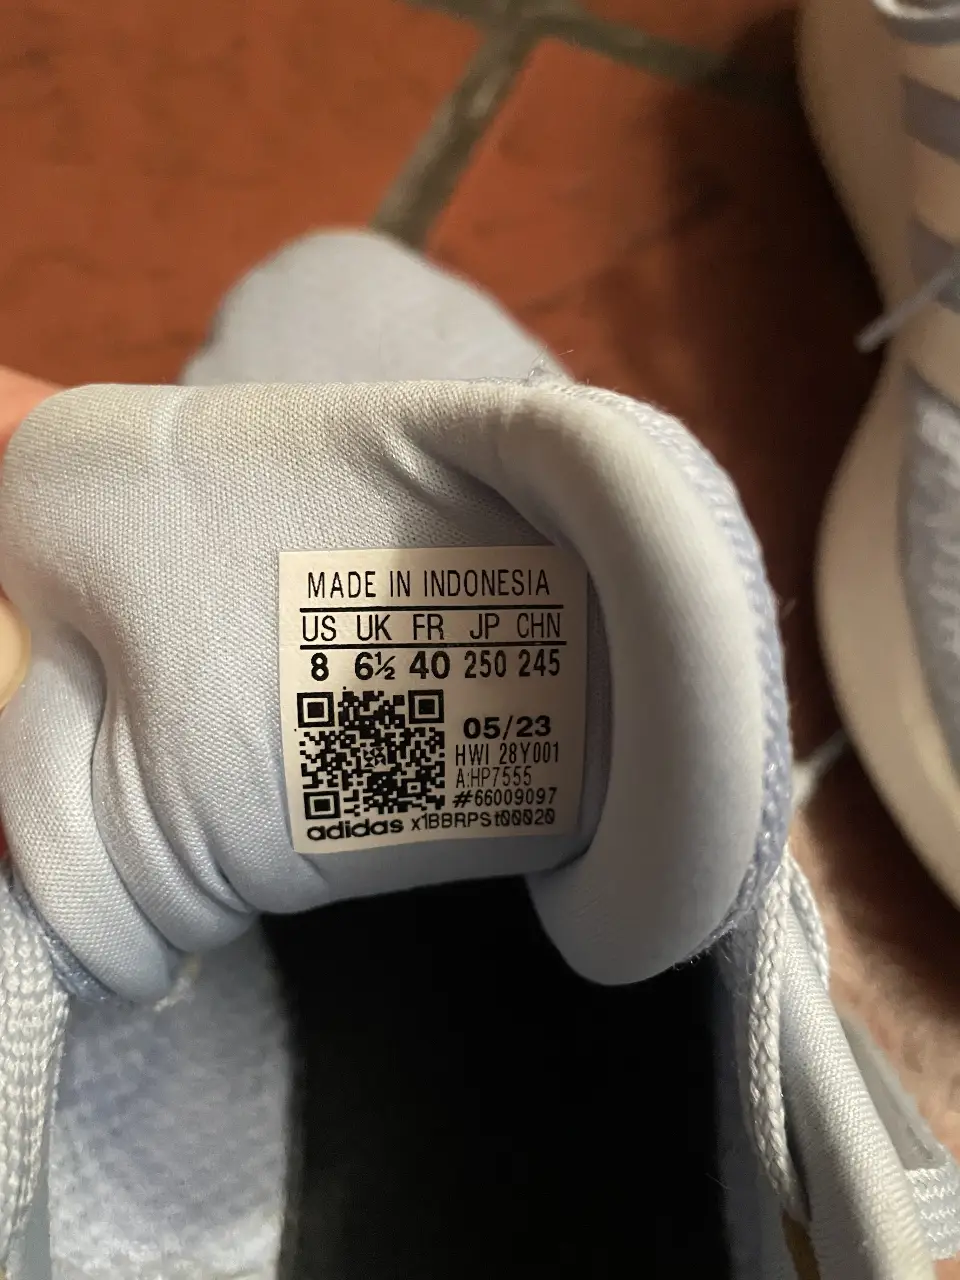 MADE IN INDONESIA
US UK FR JP CHN
8 6½ 40 250 245
05/23
HWI 28Y001
A:HP7555
#66009097
adidas x1BBRPSt00020